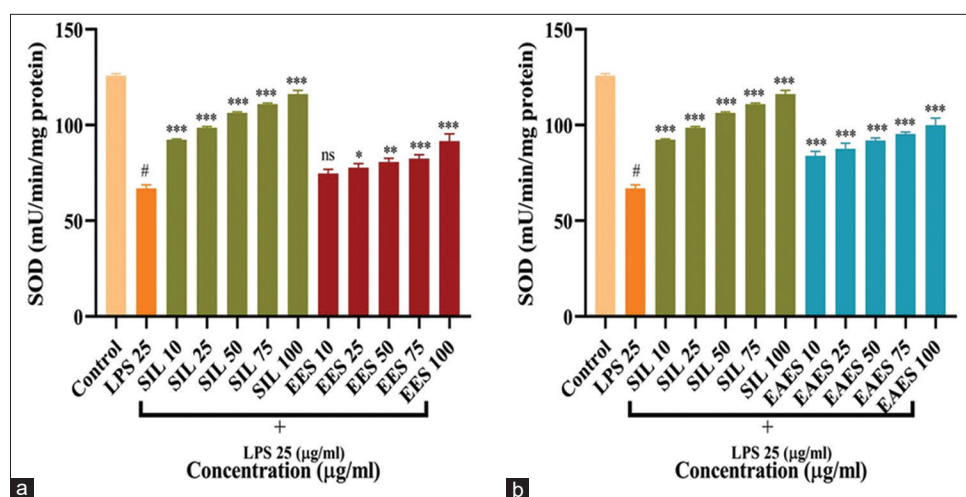 150
100
50
0
SOD (mU/min/mg protein)
#
***
***
***
***
***
ns
*
**
***
***
Control
LPS 25
SIL 10
SIL 25
SIL 50
SIL 75
SIL 100
EES 10
EES 25
EES 50
EES 75
EES 100
+
LPS 25 (µg/ml)
Concentration (µg/ml)
a
150
100
50
0
SOD (mU/min/mg protein)
#
***
***
***
***
***
***
***
***
***
***
Control
LPS 25
SIL 10
SIL 25
SIL 50
SIL 75
SIL 100
EAES 10
EAES 25
EAES 50
EAES 75
EAES 100
+
LPS 25 (µg/ml)
Concentration (µg/ml)
b